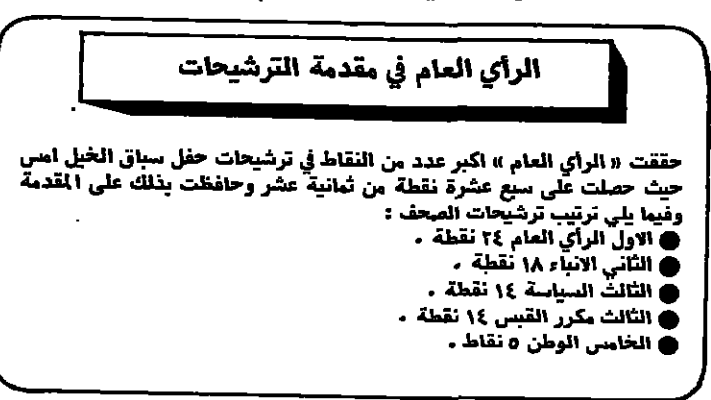 الرأي العام في مقدمة الترشيحات
حققت « الرأي العام » اكبر عدد من النقاط في ترشيحات حفل سباق الخيل امس
حيث حصلت على سبع عشرة نقطة من ثمانية عشر وحافظت بذلك على المقدمة
وفيما يلي ترتيب ترشيحات الصحف :
● الاول الرأي العام ٢٤ نقطة .
● الثاني الانباء ١٨ نقطة .
● الثالث السياسة ١٤ نقطة .
● الثالث مكرر القبس ١٤ نقطة .
● الخامس الوطن ٥ نقاط .